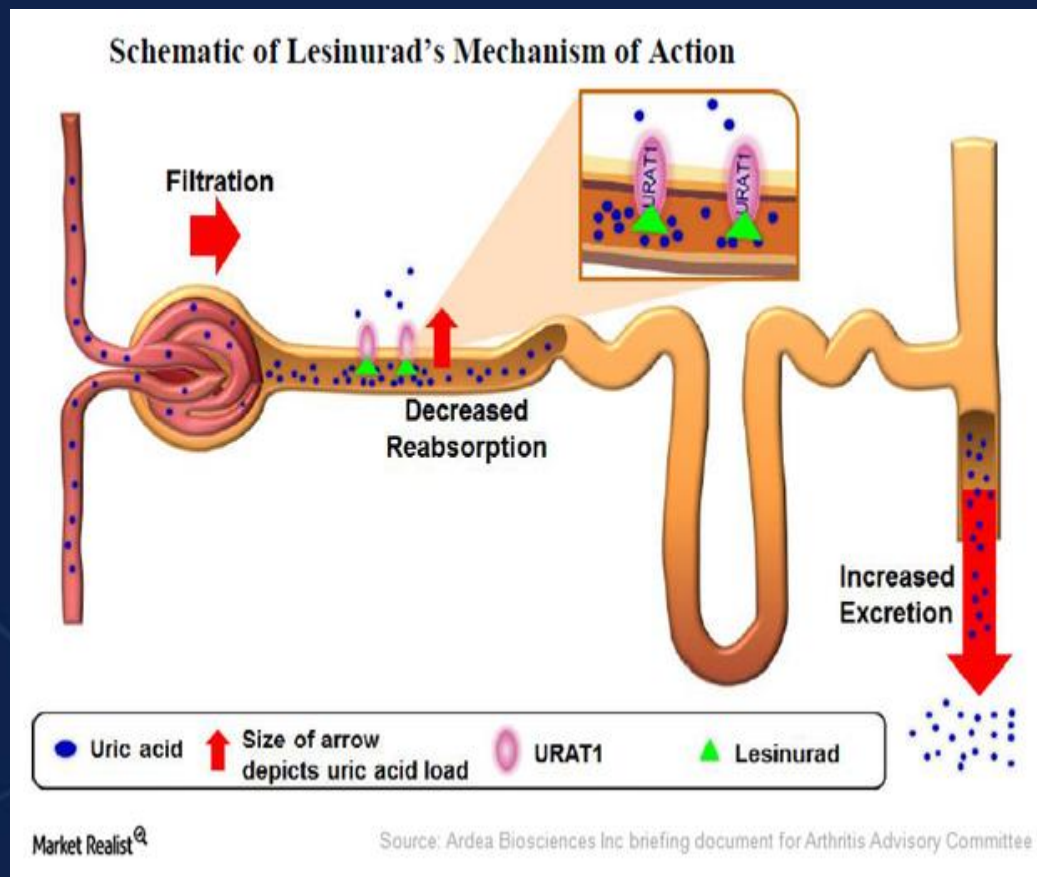 Schematic of Lesinurad's Mechanism of Action
Filtration
URAT1
URAT1
Decreased
Reabsorption
Increased
Excretion
Uric acid
Size of arrow
depicts uric acid load
URAT1
Lesinurad
Market Realist
Source: Ardea Biosciences Inc briefing document for Arthritis Advisory Committee